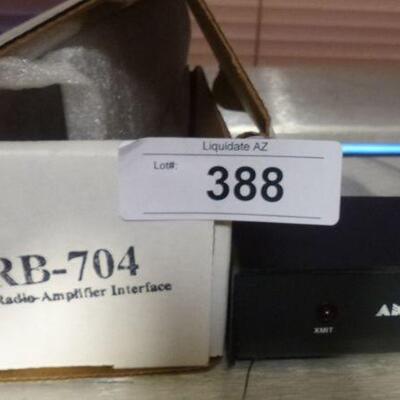 Liquidate AZ
Lot#:
388
RB-704
Radio-Amplifier Interface
XMIT